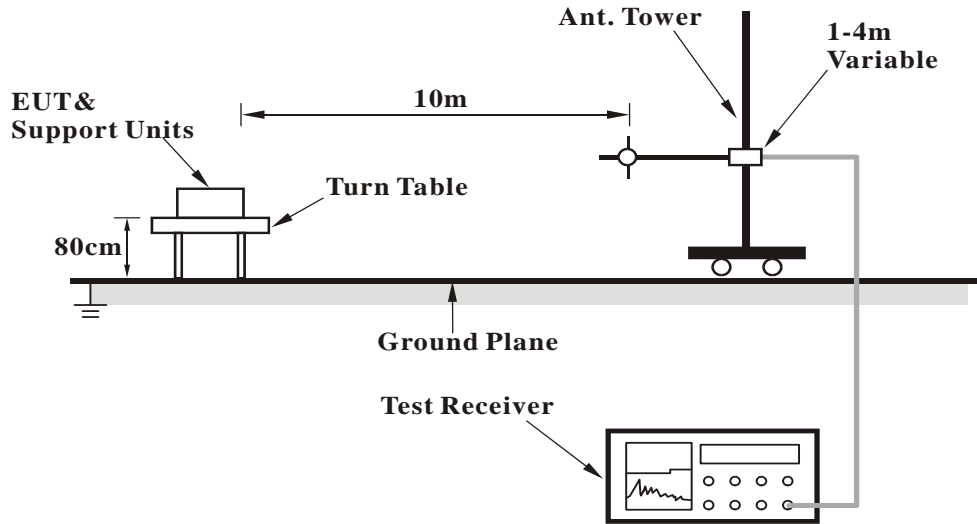 Ant. Tower
1-4m
Variable
10m
EUT&
Support Units
Turn Table
80cm
Ground Plane
Test Receiver